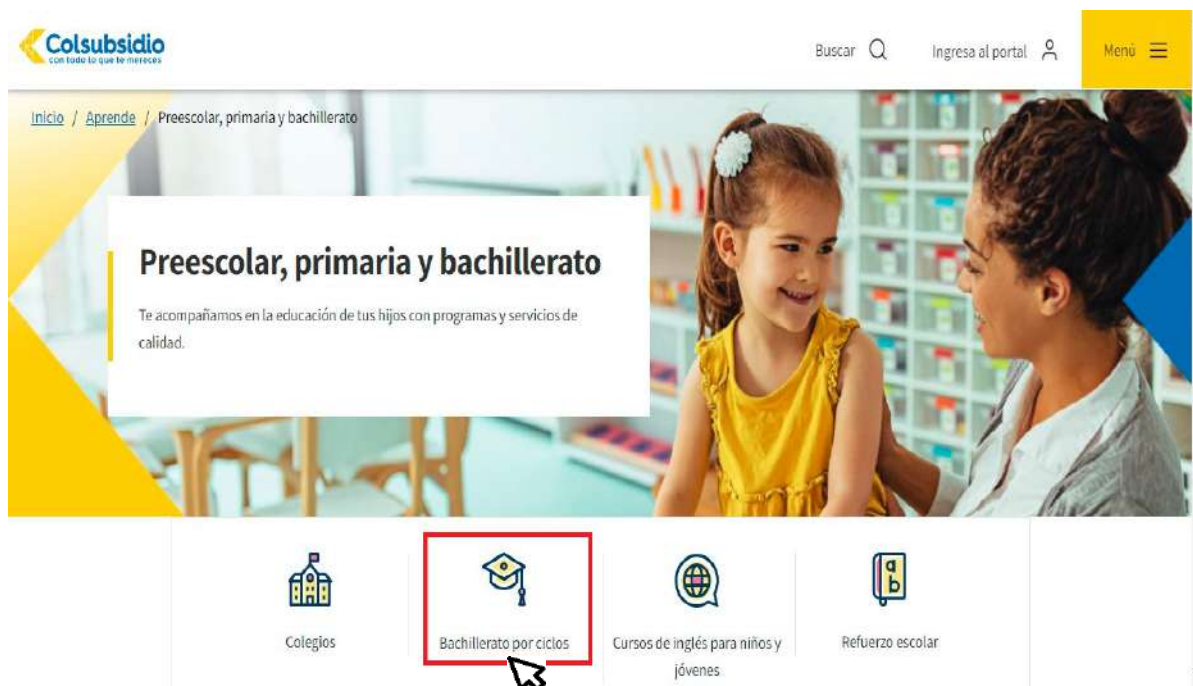 Colsubsidio
con todo lo que te mereces
Buscar
Ingresa al portal
Menú
Inicio / Aprende / Preescolar, primaria y bachillerato
Preescolar, primaria y bachillerato
Te acompañamos en la educación de tus hijos con programas y servicios de
calidad.
Colegios
Bachillerato por ciclos
Cursos de inglés para niños y
jóvenes
Refuerzo escolar
a
b